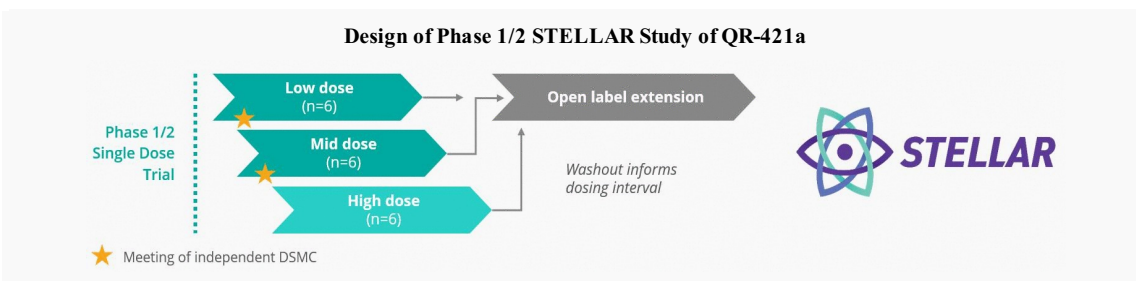 Design of Phase 1/2 STELLAR Study of QR-421a
Phase 1/2
Single Dose
Trial
Low dose
(n=6)
Mid dose
(n=6)
High dose
(n=6)
Open label extension
Washout informs
dosing interval
STELLAR
Meeting of independent DSMC